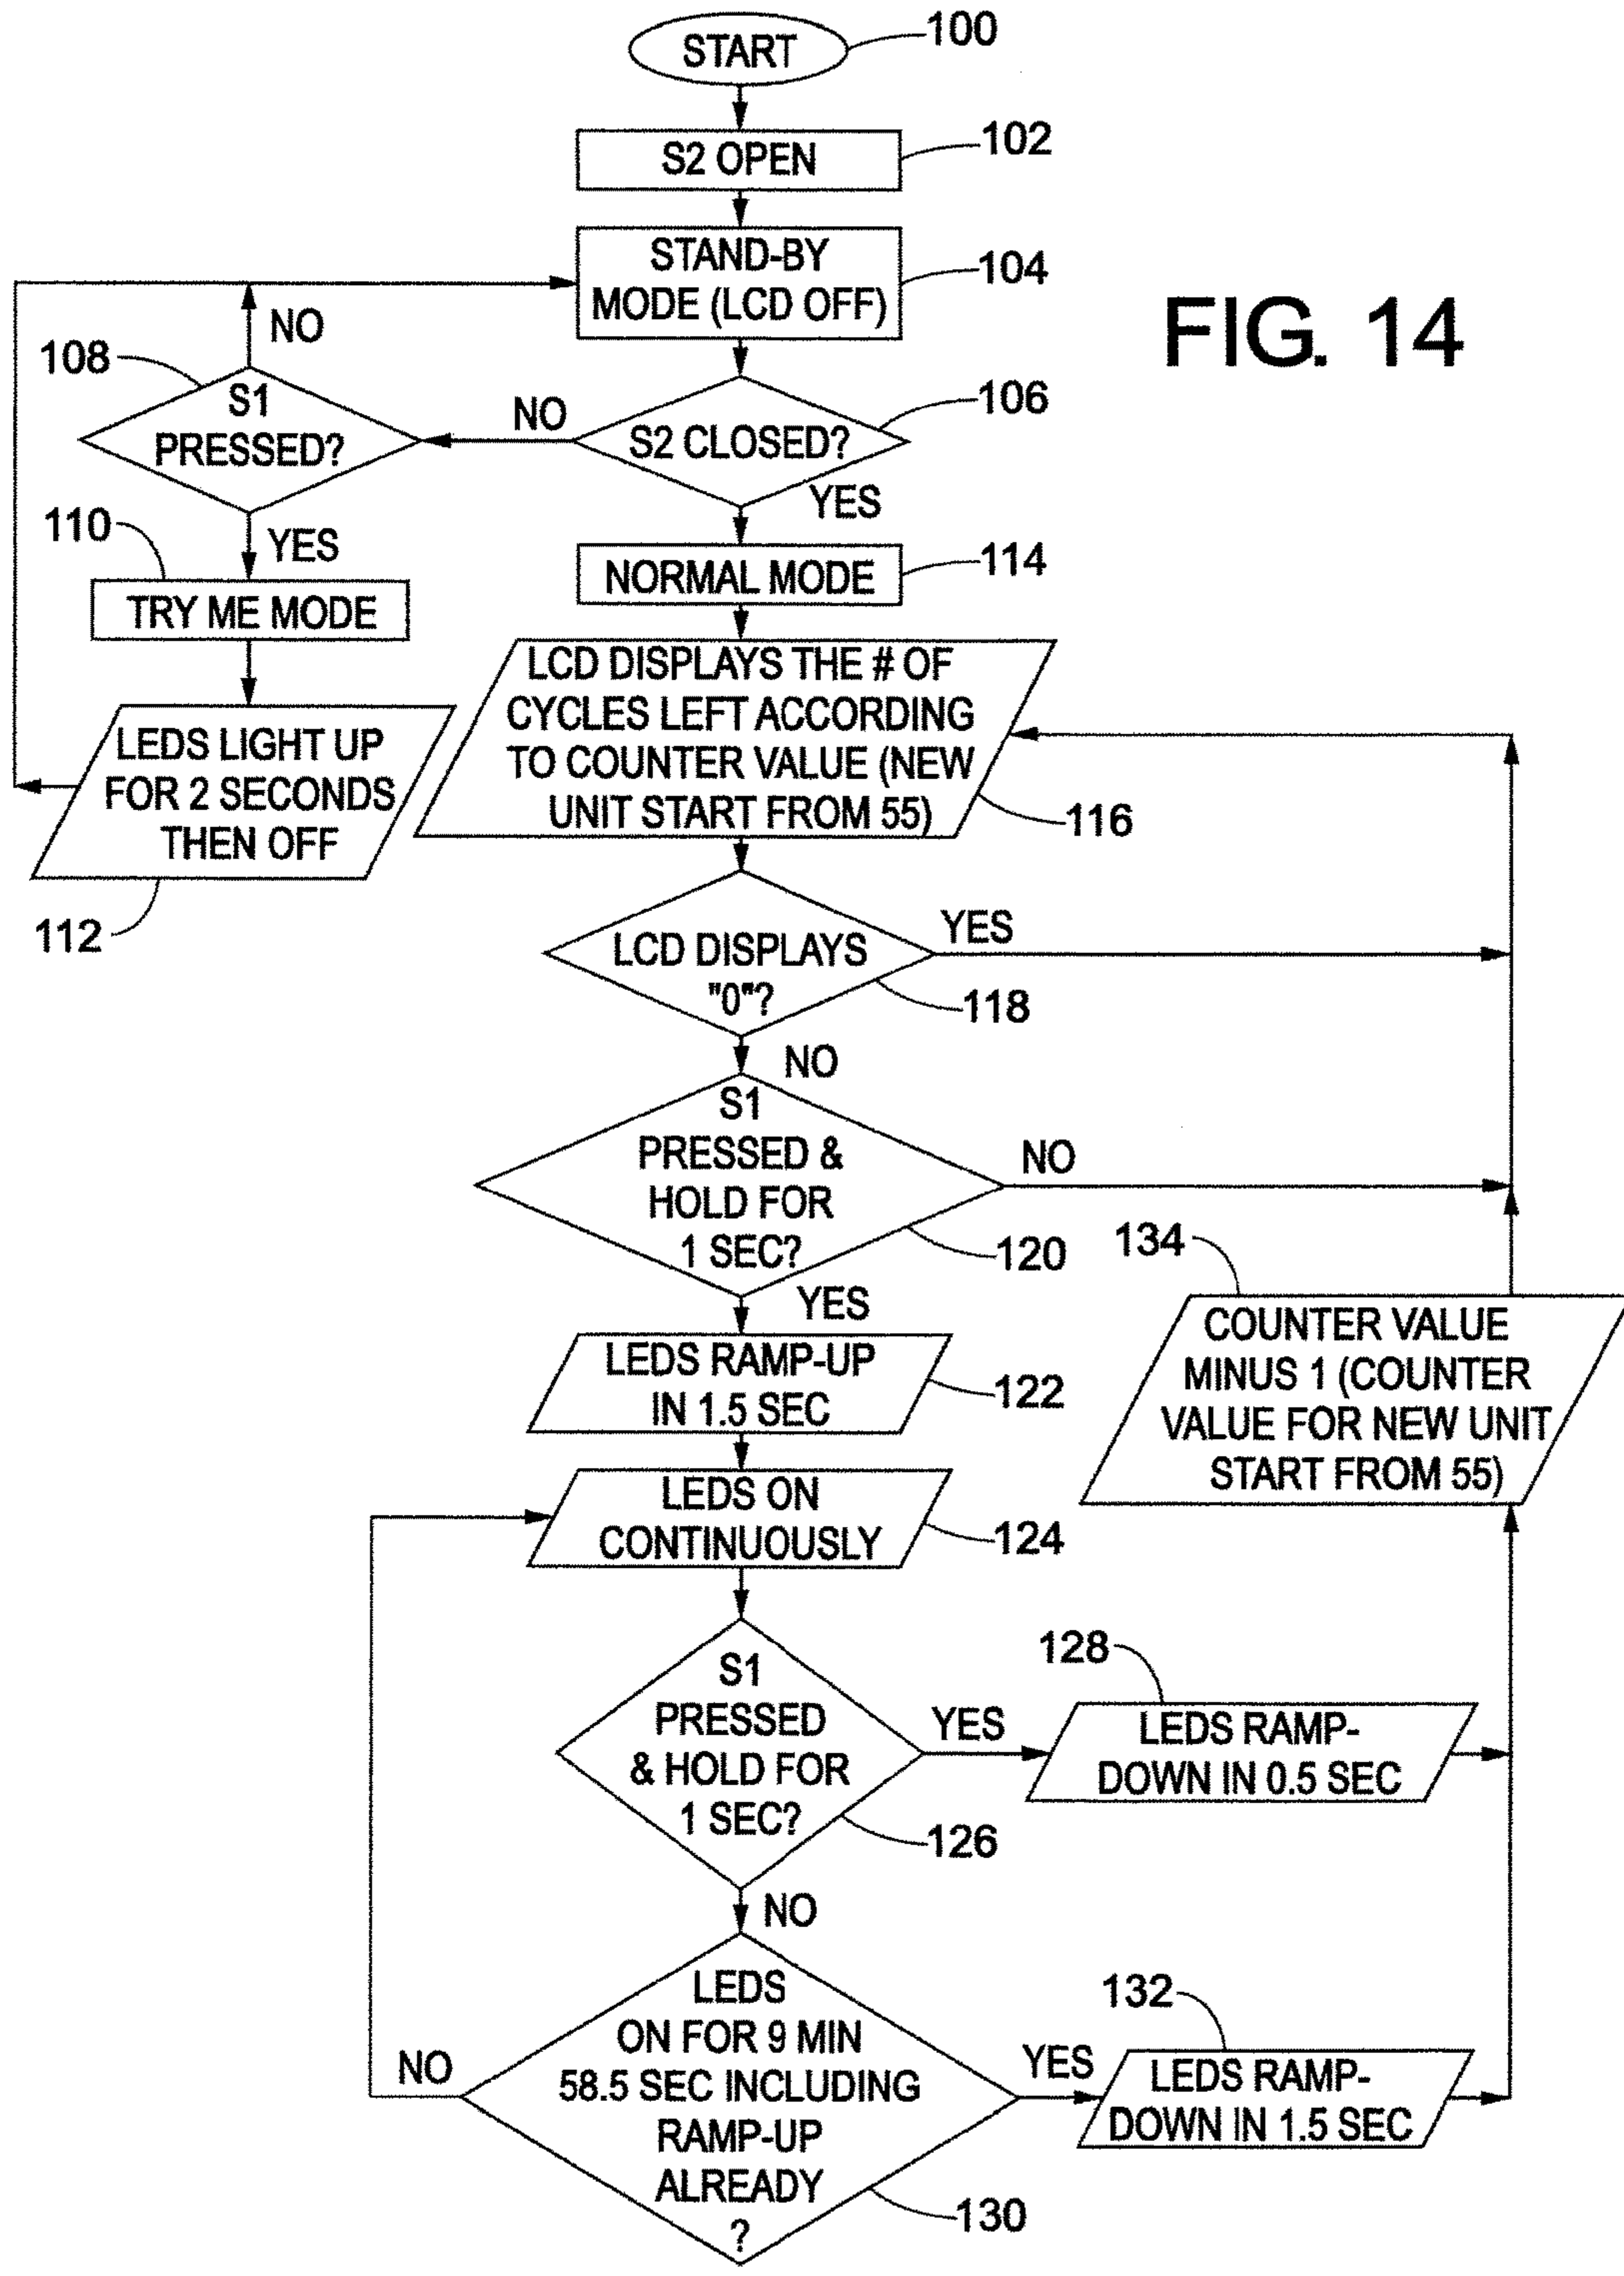 START
100
S2 OPEN
102
STAND-BY
MODE (LCD OFF)
104
FIG. 14
NO
108
S1
PRESSED?
NO
S2 CLOSED?
106
YES
110
YES
TRY ME MODE
NORMAL MODE
114
LCD DISPLAYS THE # OF
CYCLES LEFT ACCORDING
TO COUNTER VALUE (NEW
UNIT START FROM 55)
116
LEDS LIGHT UP
FOR 2 SECONDS
THEN OFF
112
LCD DISPLAYS
"0"?
YES
118
NO
S1
PRESSED &
HOLD FOR
1 SEC?
NO
120
YES
134
COUNTER VALUE
MINUS 1 (COUNTER
VALUE FOR NEW UNIT
START FROM 55)
LEDS RAMP-UP
IN 1.5 SEC
122
LEDS ON
CONTINUOUSLY
124
S1
PRESSED
& HOLD FOR
1 SEC?
126
YES
128
LEDS RAMP-
DOWN IN 0.5 SEC
NO
LEDS
ON FOR 9 MIN
58.5 SEC INCLUDING
RAMP-UP
ALREADY
?
130
NO
YES
132
LEDS RAMP-
DOWN IN 1.5 SEC